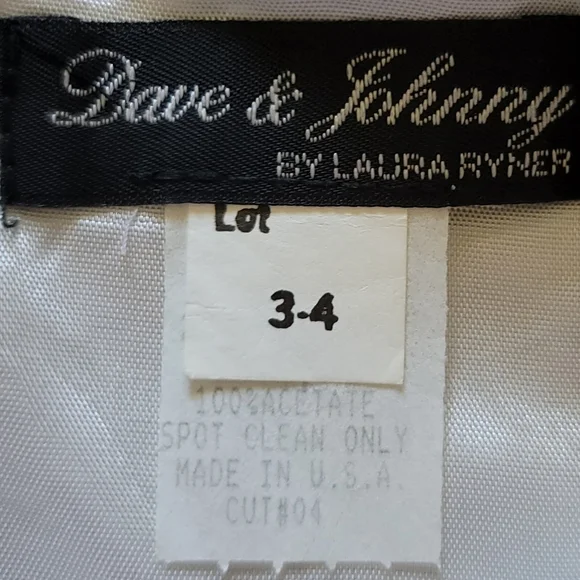 Dave & Johnny
BY LAURA RYNER
Lot
3-4
100%ACETATE
SPOT CLEAN ONLY
MADE IN U.S.A.
CUT#04